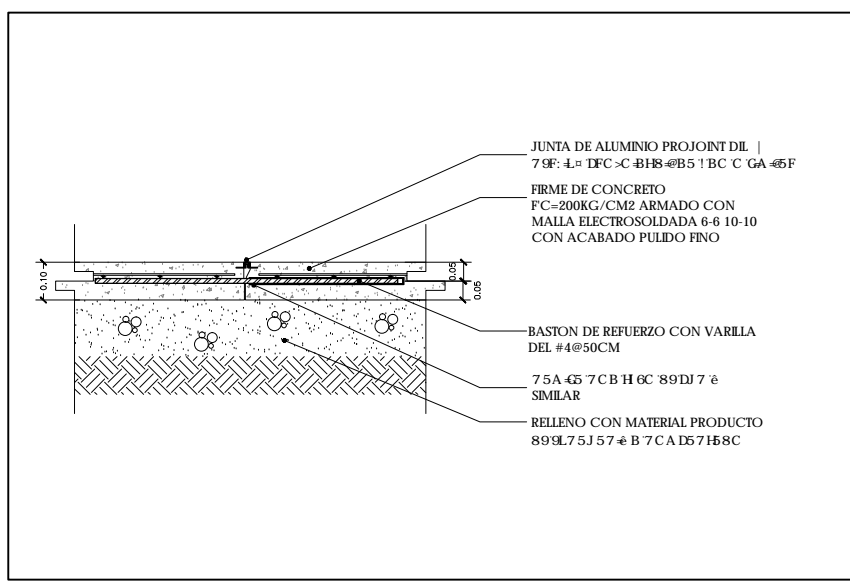 JUNTA DE ALUMINIO PROJOINT DIL |
FIRME DE CONCRETO
F'C=200KG/CM2 ARMADO CON
MALLA ELECTROSOLDADA 6-6 10-10
CON ACABADO PULIDO FINO
0.10
0.05
0.05
BASTON DE REFUERZO CON VARILLA
DEL #4@50CM
SIMILAR
RELLENO CON MATERIAL PRODUCTO